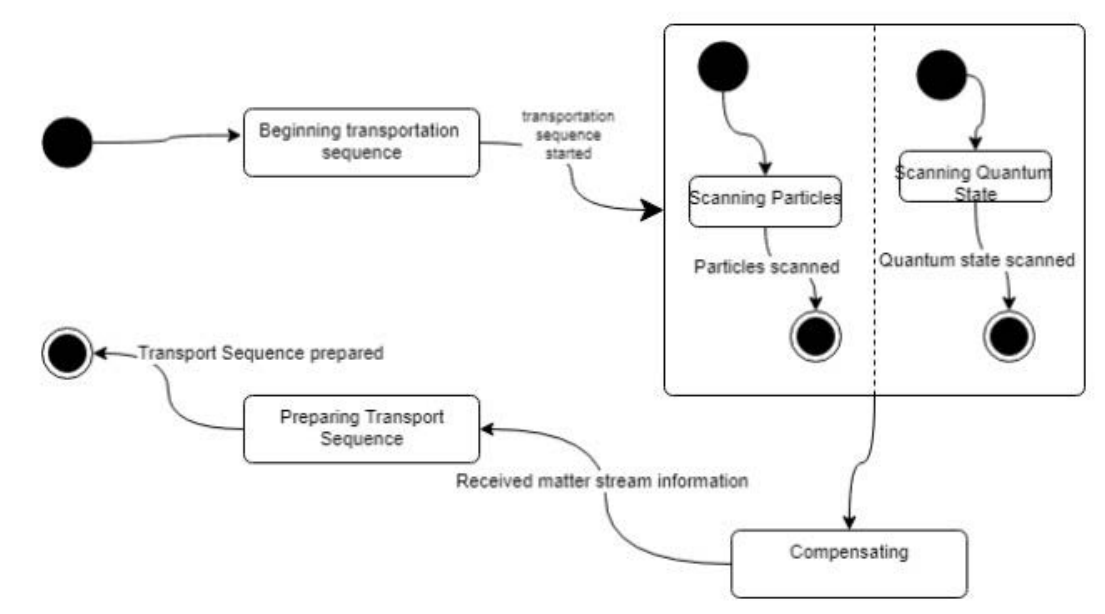 Beginning transportation
sequence
transportation
sequence
started
Scanning Particles
Scanning Quantum
State
Particles scanned
Quantum state scanned
Transport Sequence prepared
Preparing Transport
Sequence
Received matter stream information
Compensating